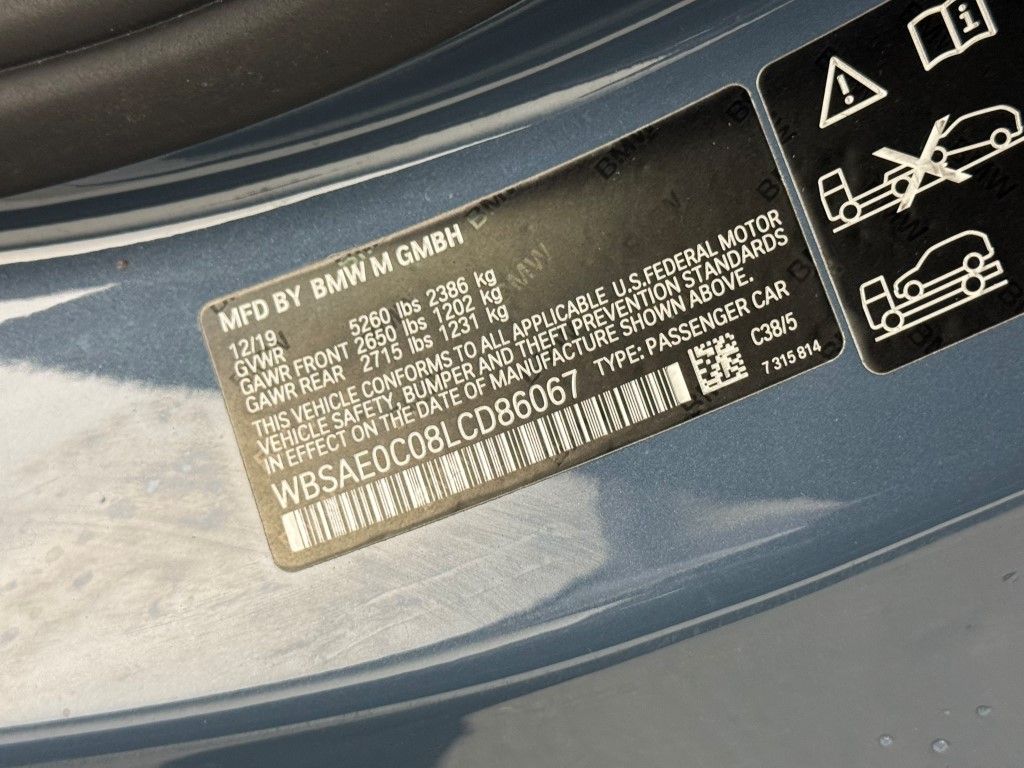 MFD BY BMW M GMBH
12/19
GVWR 5260 lbs 2386 kg
GAWR FRONT 2650 lbs 1202 kg
GAWR REAR 2715 lbs 1231 kg
THIS VEHICLE CONFORMS TO ALL APPLICABLE U.S.FEDERAL MOTOR
VEHICLE SAFETY, BUMPER AND THEFT PREVENTION STANDARDS
IN EFFECT ON THE DATE OF MANUFACTURE SHOWN ABOVE.
WBSAE0C08LCD86067 TYPE: PASSENGER CAR
C38/5
7 315 814